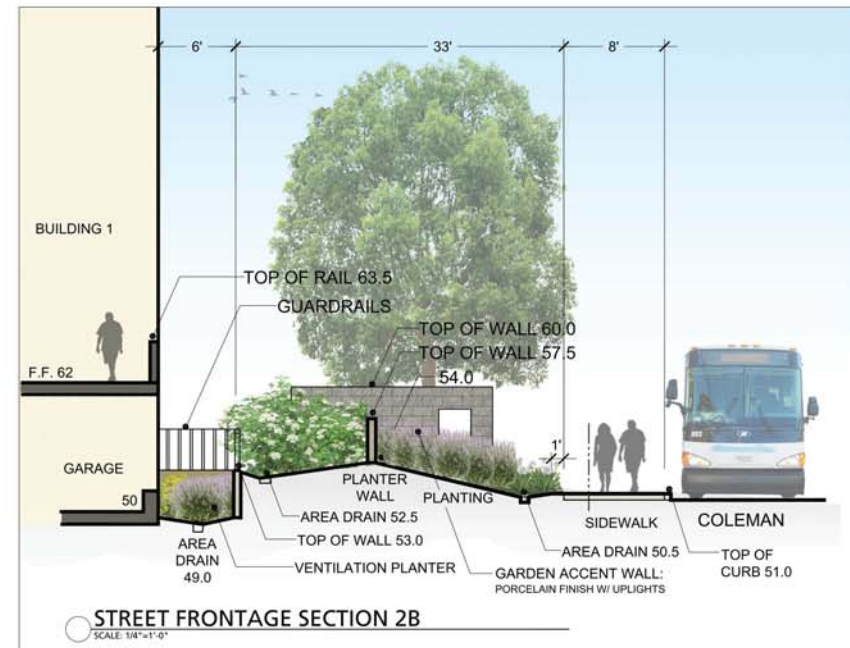 6'
33'
8'
BUILDING 1
TOP OF RAIL 63.5
GUARDRAILS
TOP OF WALL 60.0
TOP OF WALL 57.5
54.0
F.F. 62
1'
GARAGE
50
PLANTER
WALL
PLANTING
AREA DRAIN 52.5
SIDEWALK
COLEMAN
AREA
DRAIN
49.0
TOP OF WALL 53.0
AREA DRAIN 50.5
TOP OF
CURB 51.0
VENTILATION PLANTER
GARDEN ACCENT WALL:
PORCELAIN FINISH W/ UPLIGHTS
STREET FRONTAGE SECTION 2B
SCALE: 1/4"=1'-0"